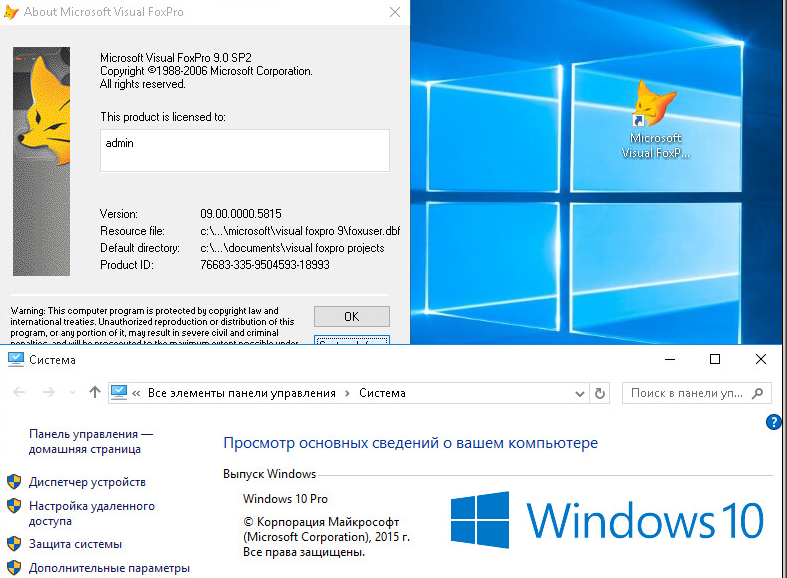 About Microsoft Visual FoxPro
Microsoft Visual FoxPro 9.0 SP2
Copyright ©1988-2006 Microsoft Corporation.
All rights reserved.
This product is licensed to:
admin
Version: 09.00.0000.5815
Resource file: c:\...\microsoft\visual foxpro 9\foxuser.dbf
Default directory: c:\...\documents\visual foxpro projects
Product ID: 76683-335-9504593-18993
Warning: This computer program is protected by copyright law and
international treaties. Unauthorized reproduction or distribution of this
program, or any portion of it, may result in severe civil and criminal
penalties, and will be prosecuted to the maximum extent possible under
OK
Microsoft
Visual FoxP...
Система
« Все элементы панели управления › Система
Поиск в панели уп...
?
Панель управления —
домашняя страница
Диспетчер устройств
Настройка удаленного
доступа
Защита системы
Дополнительные параметры
Просмотр основных сведений о вашем компьютере
Выпуск Windows
Windows 10 Pro
© Корпорация Майкрософт
(Microsoft Corporation), 2015 г.
Все права защищены.
Windows 10